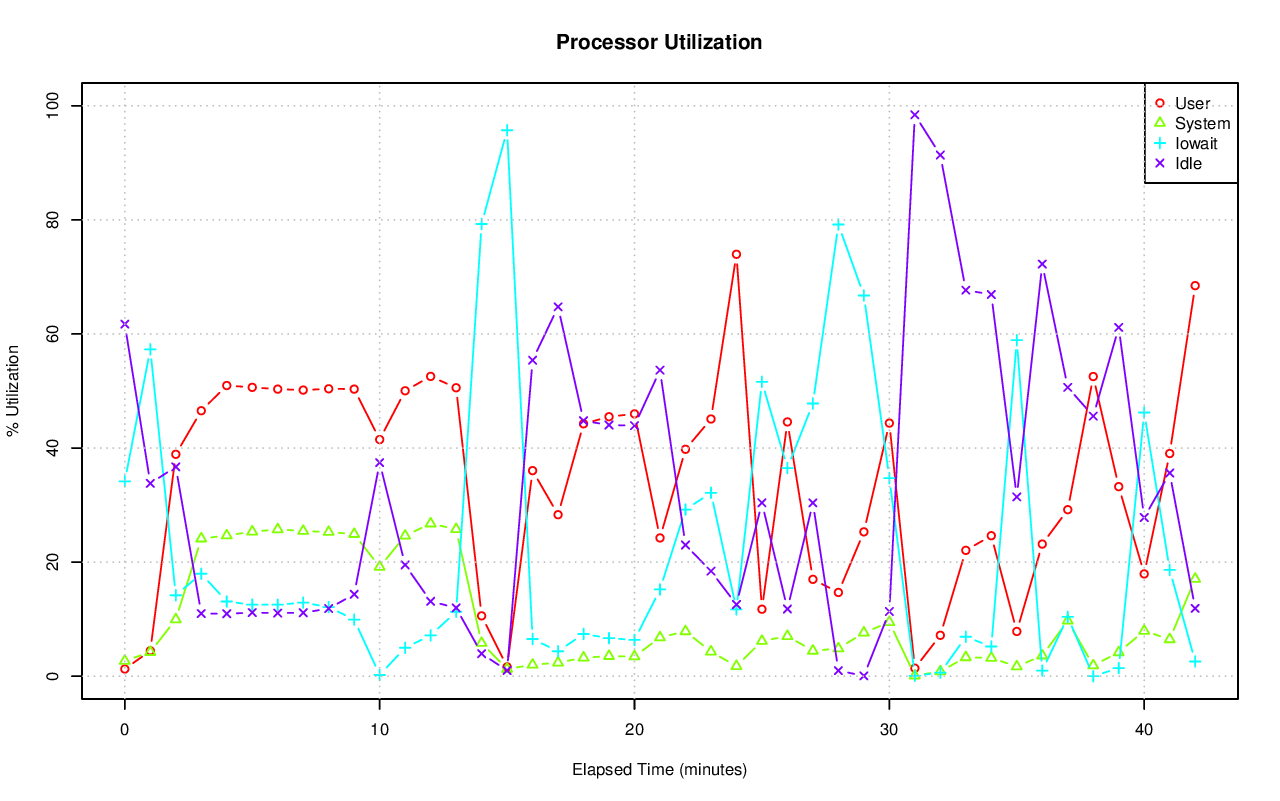 Processor Utilization
User
System
Iowait
Idle
% Utilization
100
80
60
40
20
0
0 10 20 30 40
Elapsed Time (minutes)